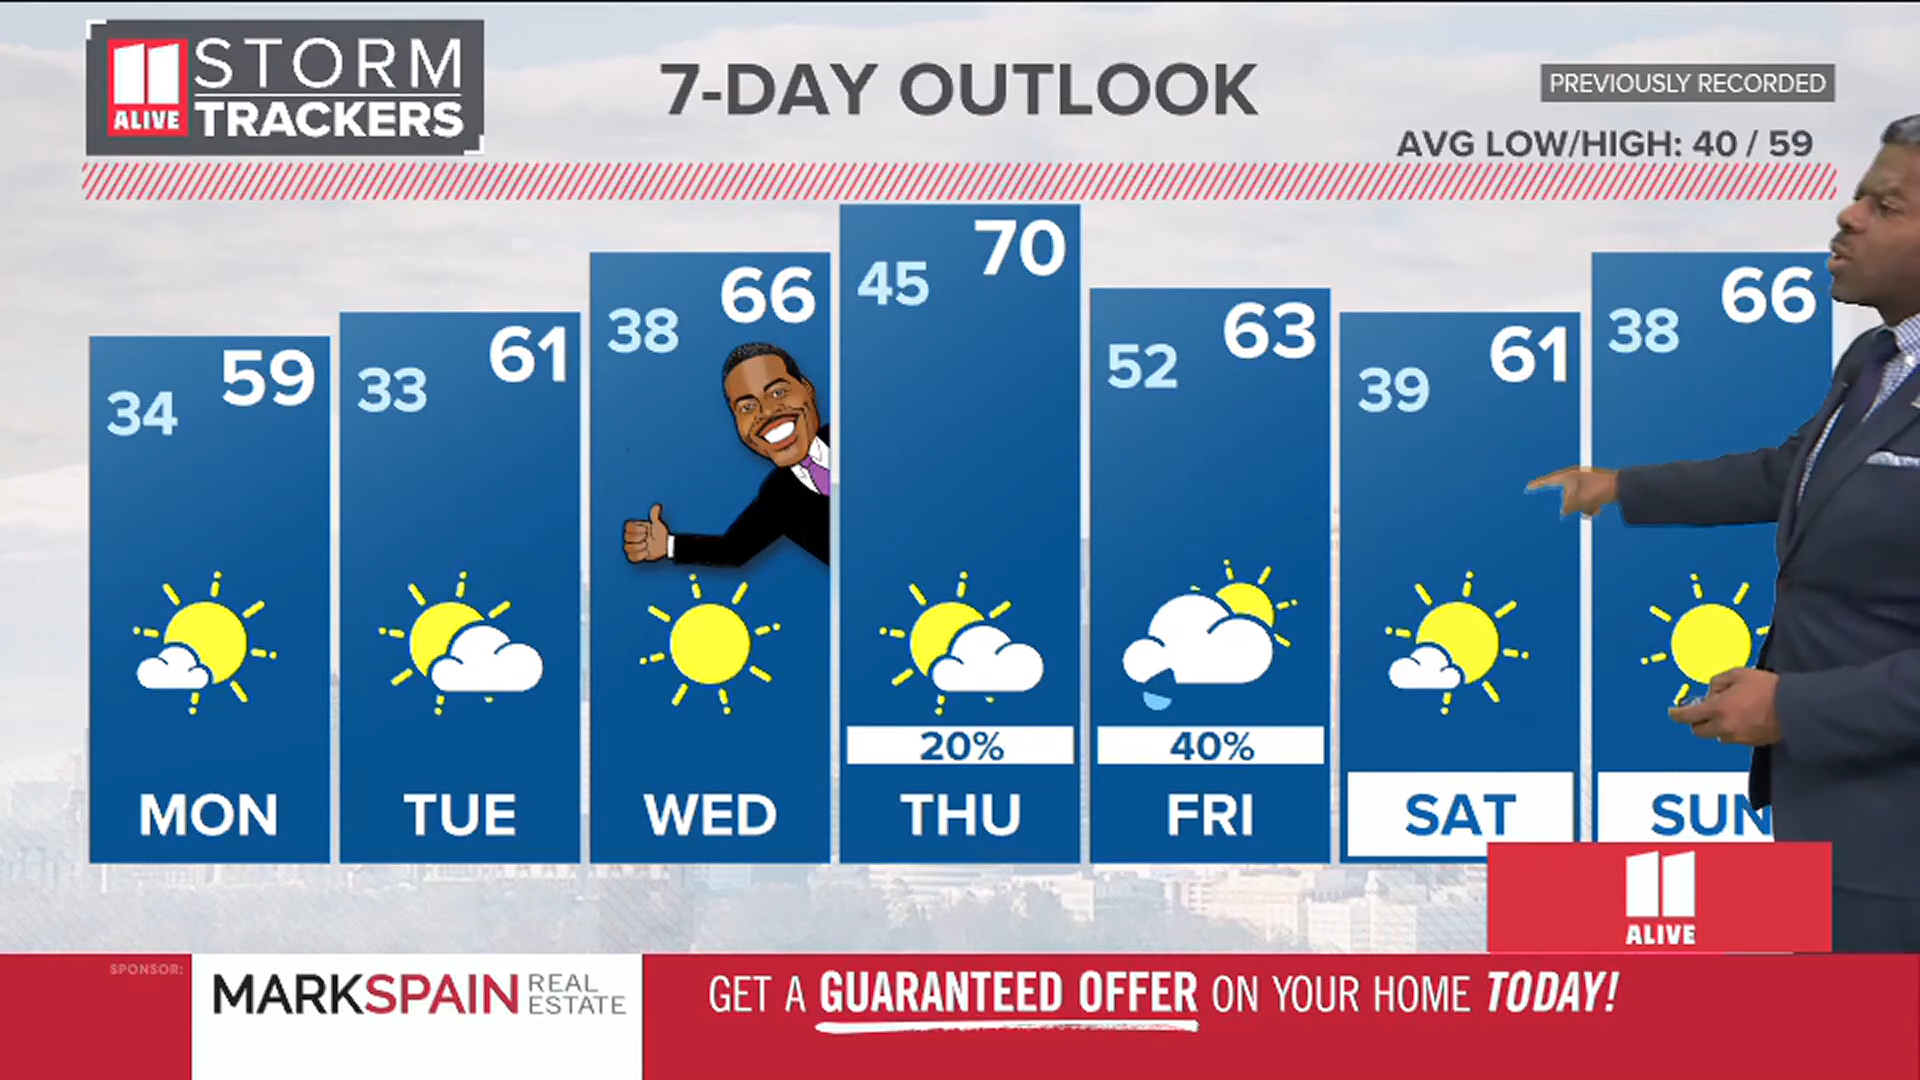 11
ALIVE
STORM
TRACKERS
7-DAY OUTLOOK
PREVIOUSLY RECORDED
AVG LOW/HIGH: 40 / 59
34 59
MON
33 61
TUE
38 66
WED
45 70
20%
THU
52 63
40%
FRI
39 61
SAT
38 66
SUN
11
ALIVE
SPONSOR:
MARKSPAIN REAL
ESTATE
GET A GUARANTEED OFFER ON YOUR HOME TODAY!